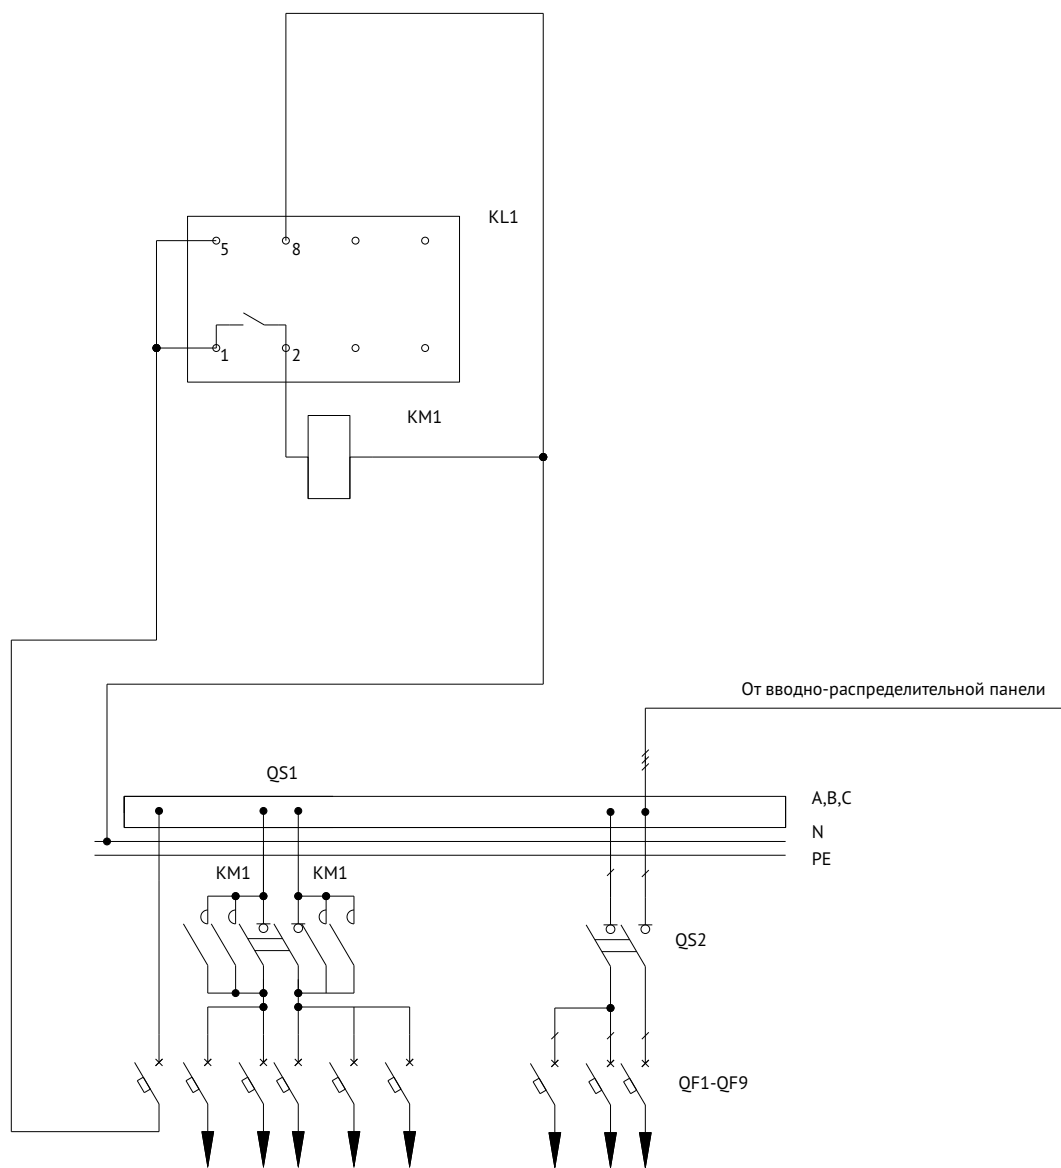 KL1
5
8
1
2
KM1
От вводно-распределительной панели
QS1
A,B,C
N
PE
KM1
KM1
QS2
QF1-QF9